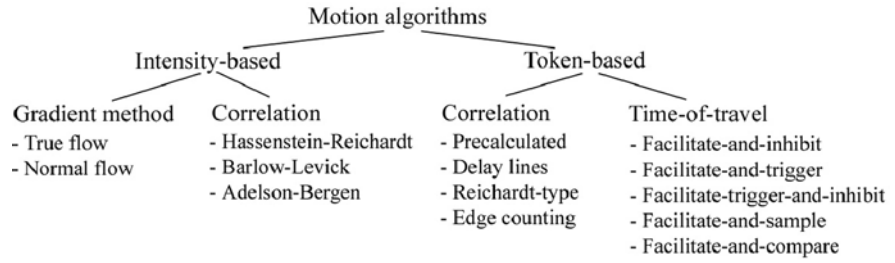 Motion algorithms
Intensity-based
Token-based
Gradient method
- True flow
- Normal flow
Correlation
- Hassenstein-Reichardt
- Barlow-Levick
- Adelson-Bergen
Correlation
- Precalculated
- Delay lines
- Reichardt-type
- Edge counting
Time-of-travel
- Facilitate-and-inhibit
- Facilitate-and-trigger
- Facilitate-trigger-and-inhibit
- Facilitate-and-sample
- Facilitate-and-compare